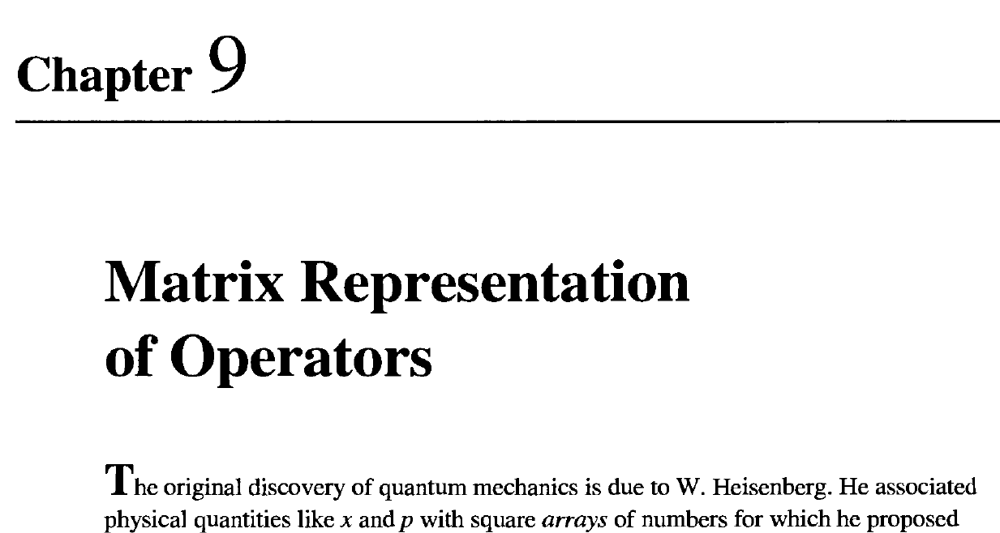 Chapter 9
Matrix Representation
of Operators
The original discovery of quantum mechanics is due to W. Heisenberg. He associated
physical quantities like x and p with square arrays of numbers for which he proposed